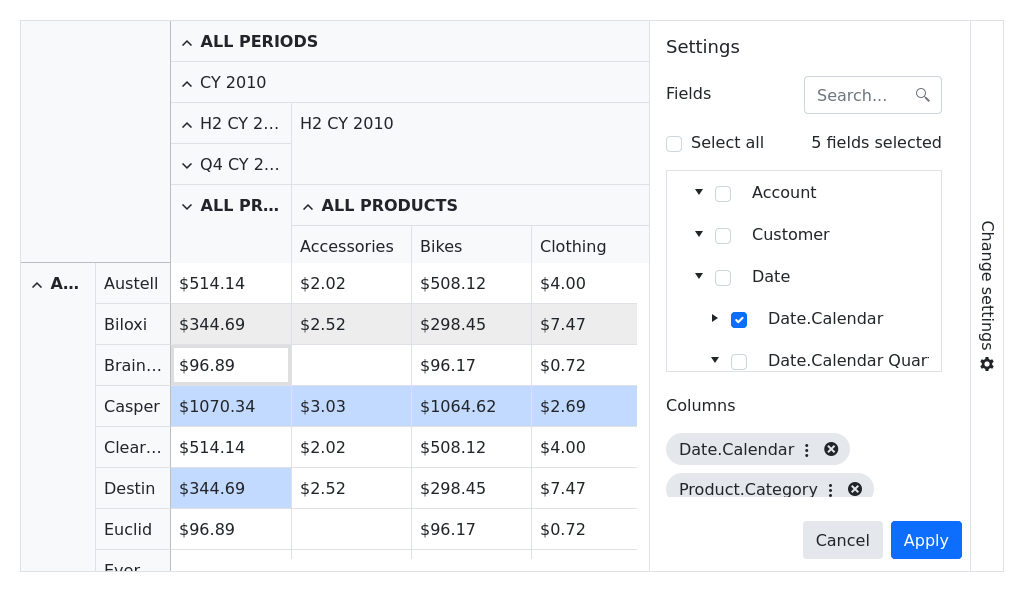 ALL PERIODS
CY 2010
H2 CY 2... H2 CY 2010
Q4 CY 2...
ALL PR... ALL PRODUCTS
Accessories Bikes Clothing
A... Austell $514.14 $2.02 $508.12 $4.00
Biloxi $344.69 $2.52 $298.45 $7.47
Brain... $96.89 $96.17 $0.72
Casper $1070.34 $3.03 $1064.62 $2.69
Clear... $514.14 $2.02 $508.12 $4.00
Destin $344.69 $2.52 $298.45 $7.47
Euclid $96.89 $96.17 $0.72
Settings
Fields Search...
Select all 5 fields selected
Account
Customer
Date
Date.Calendar
Date.Calendar Quar
Columns
Date.Calendar
Product.Category
Cancel Apply
Change settings